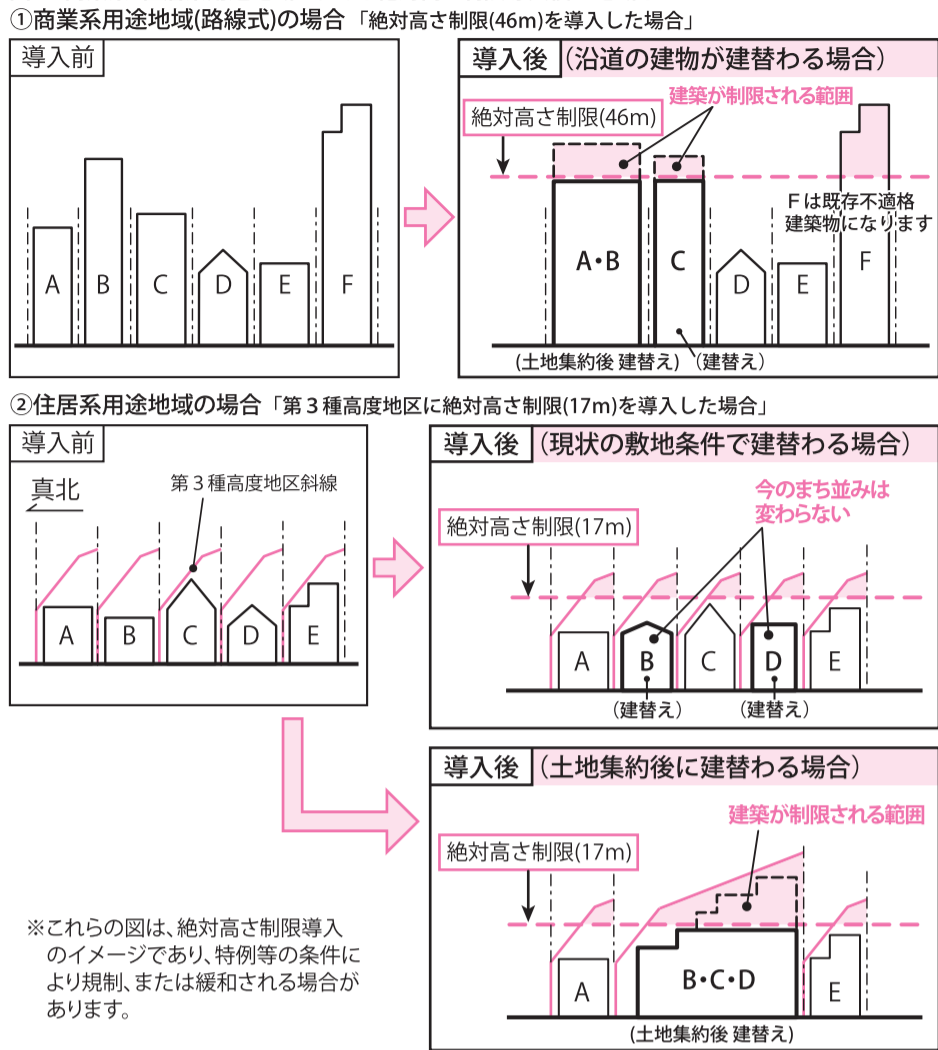 ①商業系用途地域(路線式)の場合「絶対高さ制限(46m)を導入した場合」
導入前
A
B
C
D
E
F
導入後(沿道の建物が建替わる場合)
建築が制限される範囲
絶対高さ制限(46m)
Fは既存不適格
建築物になります
A・B
C
D
E
F
(土地集約後 建替え)
(建替え)
②住居系用途地域の場合「第3種高度地区に絶対高さ制限(17m)を導入した場合」
導入前
真北
第3種高度地区斜線
A
B
C
D
E
導入後(現状の敷地条件で建替わる場合)
今のまち並みは
変わらない
絶対高さ制限(17m)
A
B
C
D
E
(建替え)
(建替え)
導入後(土地集約後に建替わる場合)
建築が制限される範囲
絶対高さ制限(17m)
A
B・C・D
E
(土地集約後 建替え)
※これらの図は、絶対高さ制限導入
のイメージであり、特例等の条件に
より規制、または緩和される場合が
あります。